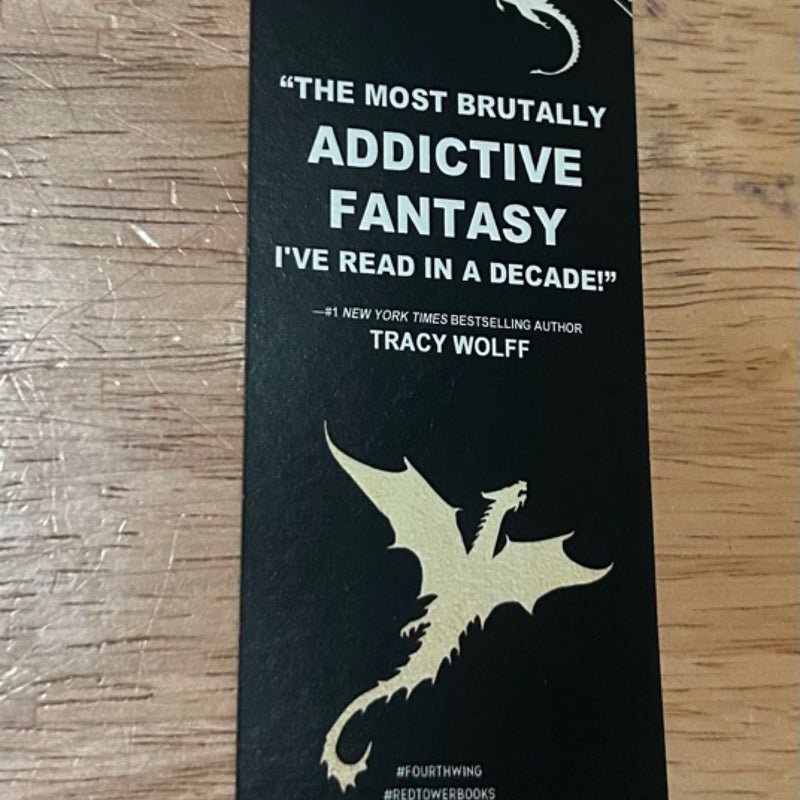 “THE MOST BRUTALLY
ADDICTIVE
FANTASY
I'VE READ IN A DECADE!”
—#1 NEW YORK TIMES BESTSELLING AUTHOR
TRACY WOLFF
#FOURTHWING
#REDTOWERBOOKS